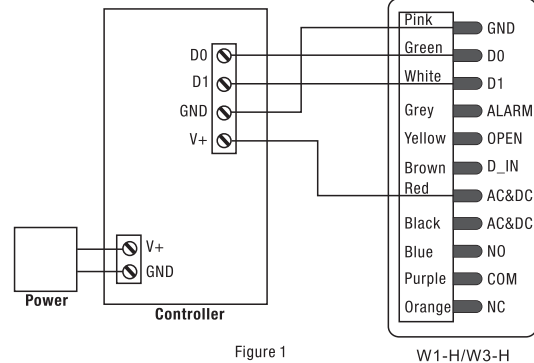 Pink GND
D0 Green D0
D1 White D1
GND Grey ALARM
V+ Yellow OPEN
Brown D_IN
Red AC&DC
Black AC&DC
V+ Blue NO
GND Purple COM
Power Orange NC
Controller
Figure 1 W1-H/W3-H